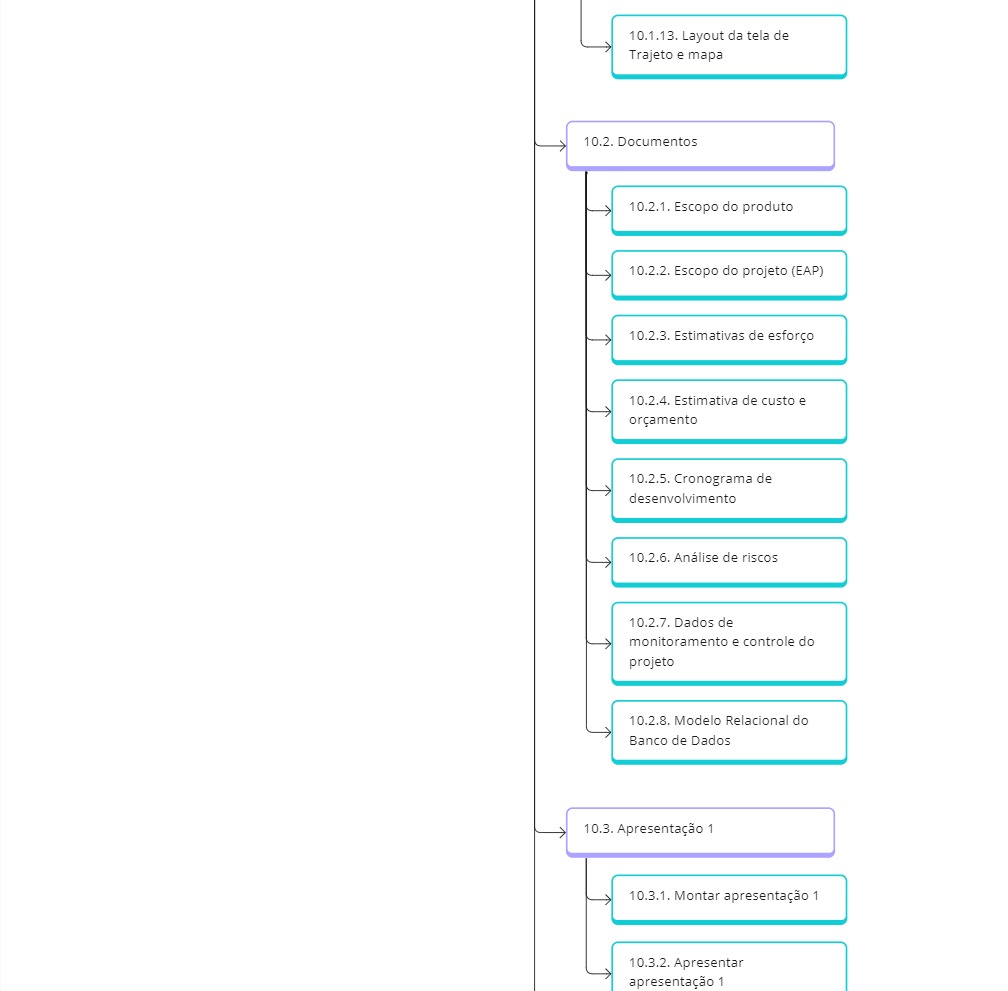 10.1.13. Layout da tela de
Trajeto e mapa
10.2. Documentos
10.2.1. Escopo do produto
10.2.2. Escopo do projeto (EAP)
10.2.3. Estimativas de esforço
10.2.4. Estimativa de custo e
orçamento
10.2.5. Cronograma de
desenvolvimento
10.2.6. Análise de riscos
10.2.7. Dados de
monitoramento e controle do
projeto
10.2.8. Modelo Relacional do
Banco de Dados
10.3. Apresentação 1
10.3.1. Montar apresentação 1
10.3.2. Apresentar
apresentação 1